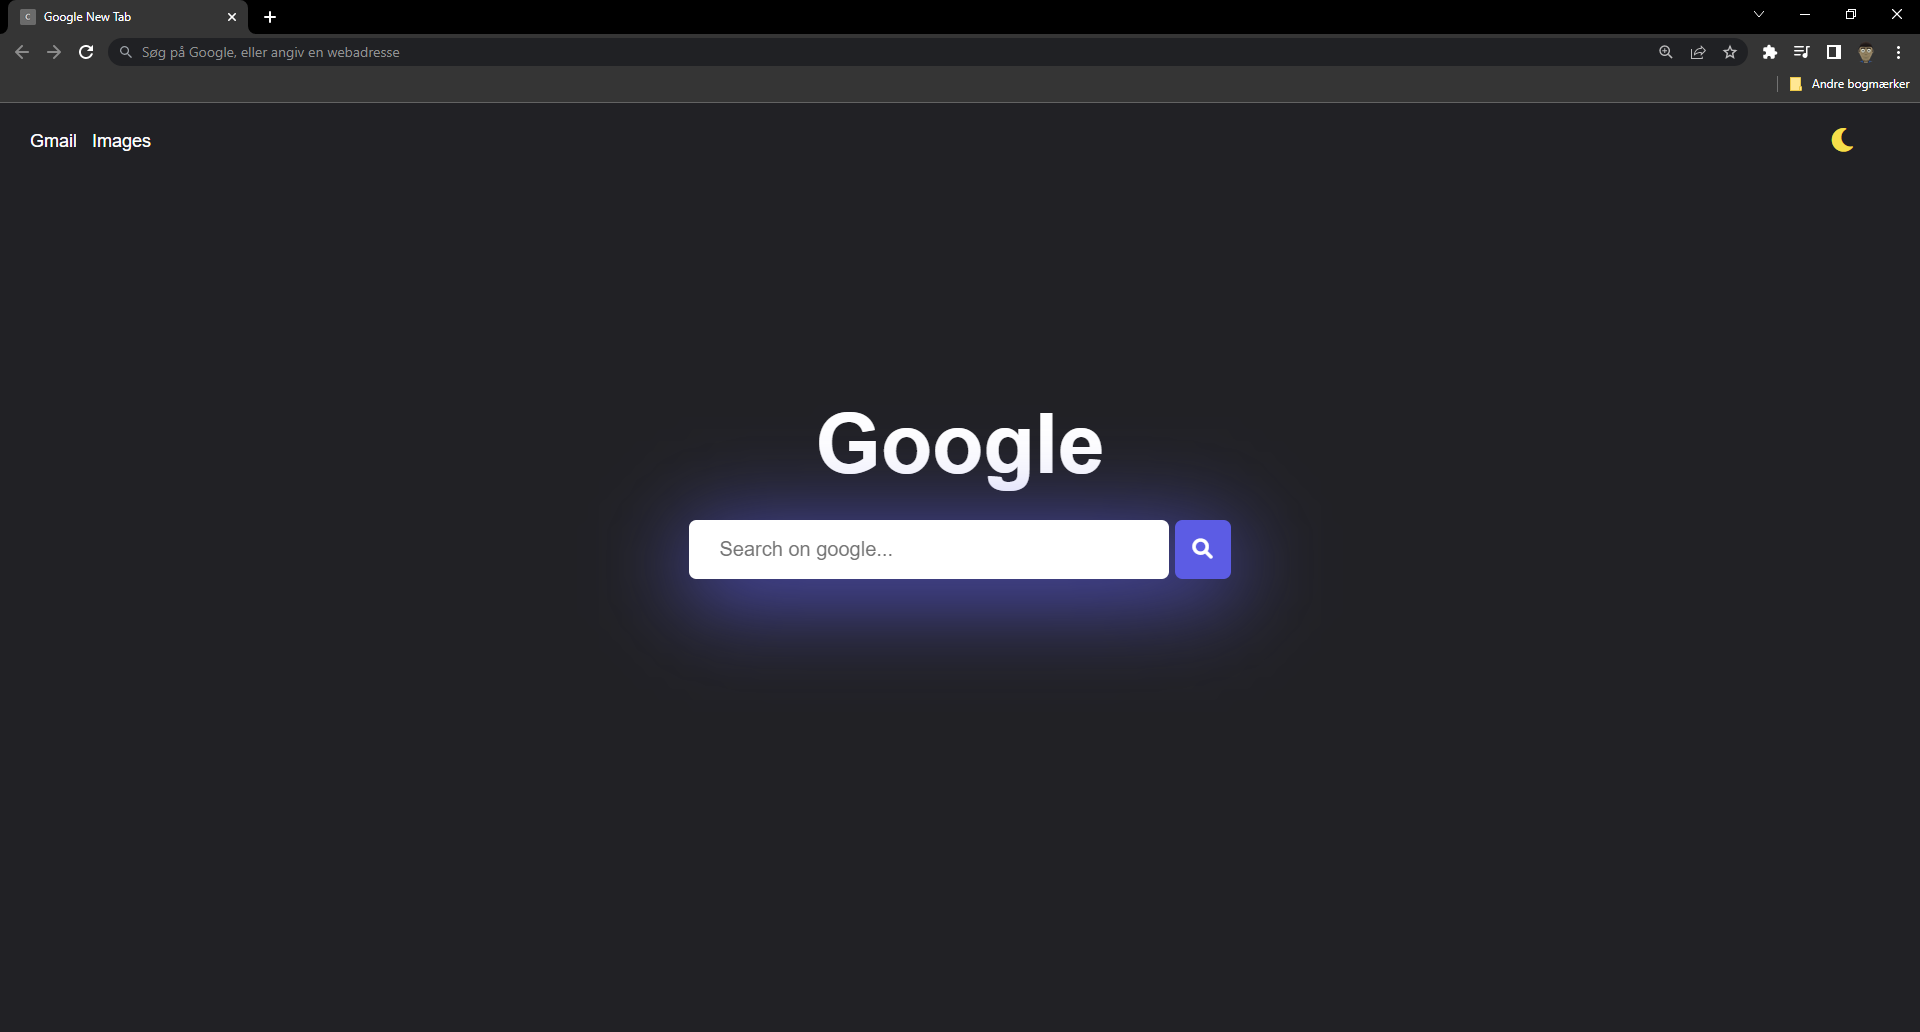 C Google New Tab
Søg på Google, eller angiv en webadresse
Andre bogmærker
Gmail Images
Google
Search on google...